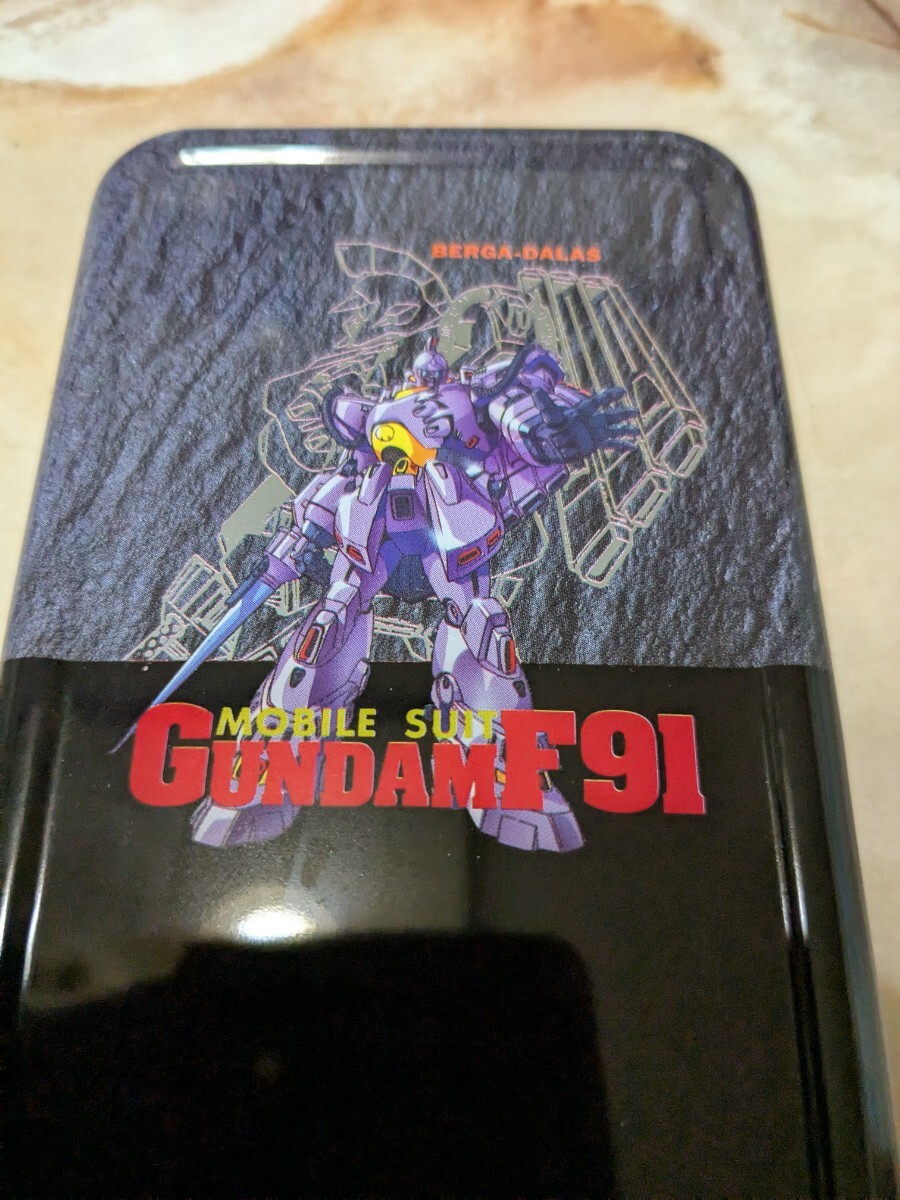 BERGA-DALAS
MOBILE SUIT
GUNDAM F91